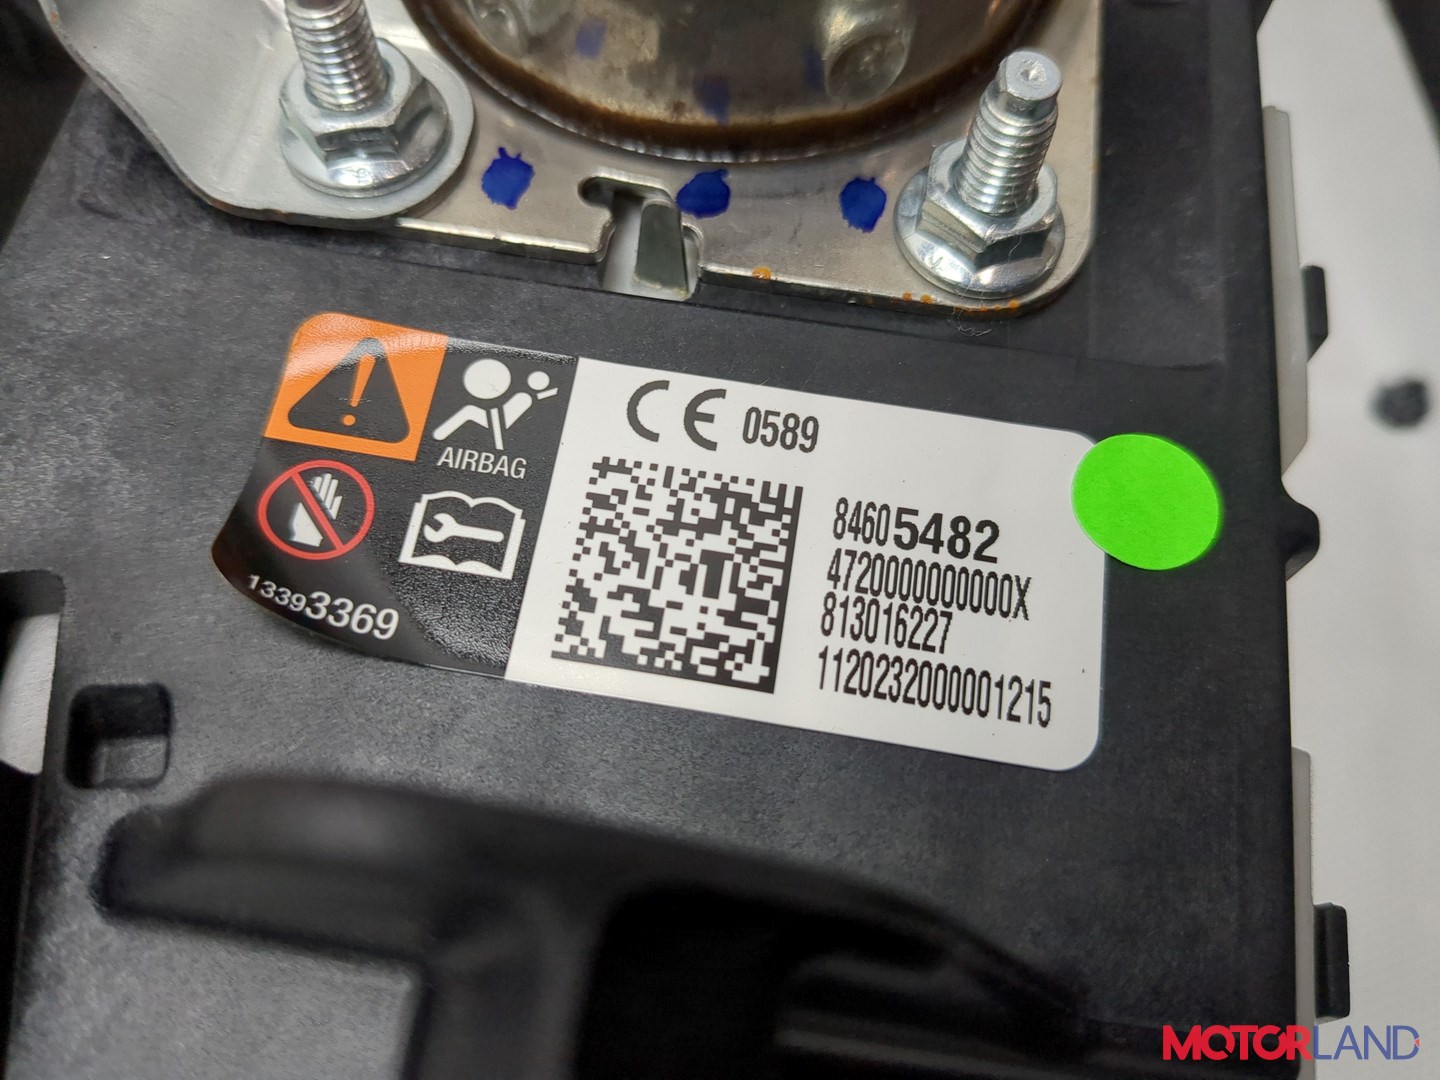 CE 0589
AIRBAG
13393369
84605482
4720000000000X
813016227
1120232000001215
MOTORLAND